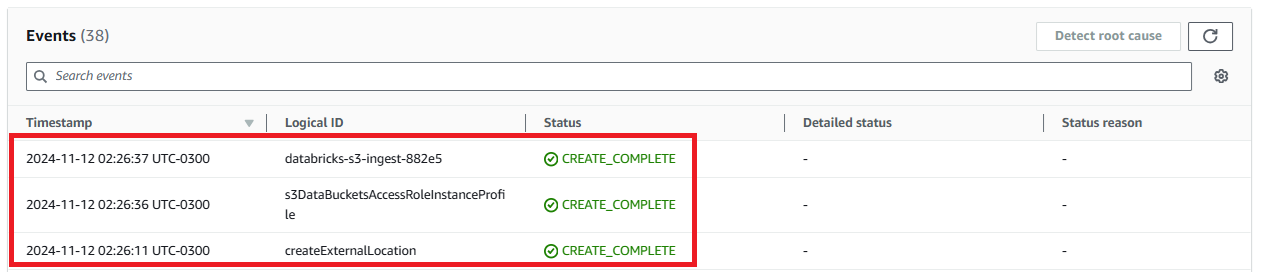 Events (38)
Detect root cause
Search events
Timestamp Logical ID Status Detailed status Status reason
2024-11-12 02:26:37 UTC-0300 databricks-s3-ingest-882e5 CREATE_COMPLETE - -
2024-11-12 02:26:36 UTC-0300 s3DataBucketsAccessRoleInstanceProfi
le CREATE_COMPLETE - -
2024-11-12 02:26:11 UTC-0300 createExternalLocation CREATE_COMPLETE - -